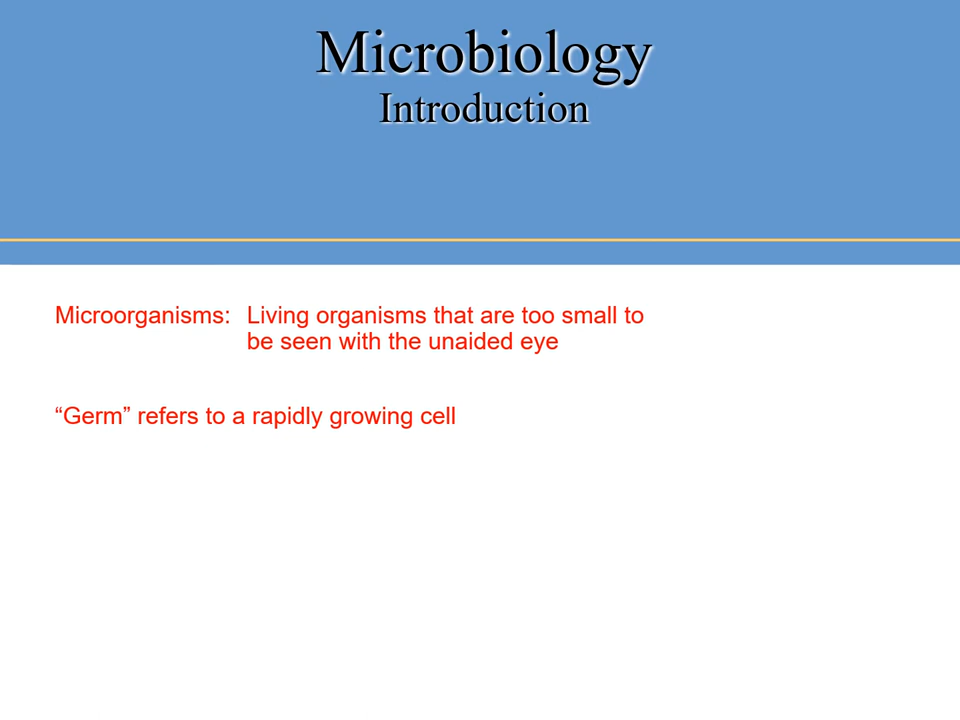 Microbiology
Introduction
Microorganisms: Living organisms that are too small to
be seen with the unaided eye
“Germ” refers to a rapidly growing cell